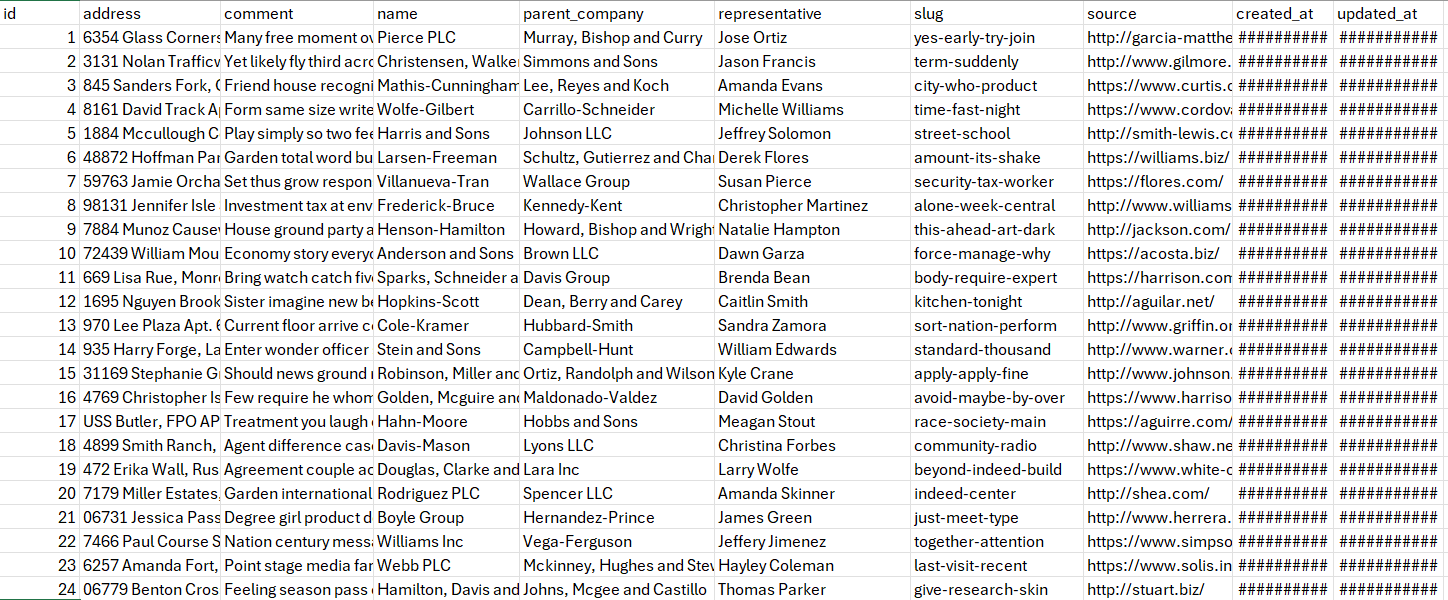 id address comment name parent_company representative slug source created_at updated_at
1 6354 Glass Corners Many free moment ov Pierce PLC Murray, Bishop and Curry Jose Ortiz yes-early-try-join http://garcia-matthe ########## ###########
2 3131 Nolan Trafficw Yet likely fly third acro Christensen, Walker Simmons and Sons Jason Francis term-suddenly http://www.gilmore. ########## ###########
3 845 Sanders Fork, C Friend house recogni Mathis-Cunningham Lee, Reyes and Koch Amanda Evans city-who-product https://www.curtis.c ########## ###########
4 8161 David Track Ap Form same size write Wolfe-Gilbert Carrillo-Schneider Michelle Williams time-fast-night https://www.cordova ########## ###########
5 1884 Mccullough C Play simply so two fee Harris and Sons Johnson LLC Jeffrey Solomon street-school http://smith-lewis.co ########## ###########
6 48872 Hoffman Par Garden total word bu Larsen-Freeman Schultz, Gutierrez and Cha Derek Flores amount-its-shake https://williams.biz/ ########## ###########
7 59763 Jamie Orcha Set thus grow respon Villanueva-Tran Wallace Group Susan Pierce security-tax-worker https://flores.com/ ########## ###########
8 98131 Jennifer Isle Investment tax at env Frederick-Bruce Kennedy-Kent Christopher Martinez alone-week-central http://www.williams ########## ###########
9 7884 Munoz Causew House ground party a Henson-Hamilton Howard, Bishop and Wright Natalie Hampton this-ahead-art-dark http://jackson.com/ ########## ###########
10 72439 William Mou Economy story everyo Anderson and Sons Brown LLC Dawn Garza force-manage-why https://acosta.biz/ ########## ###########
11 669 Lisa Rue, Monr Bring watch catch five Sparks, Schneider a Davis Group Brenda Bean body-require-expert https://harrison.com ########## ###########
12 1695 Nguyen Brook Sister imagine new be Hopkins-Scott Dean, Berry and Carey Caitlin Smith kitchen-tonight http://aguilar.net/ ########## ###########
13 970 Lee Plaza Apt. 6 Current floor arrive c Cole-Kramer Hubbard-Smith Sandra Zamora sort-nation-perform http://www.griffin.or ########## ###########
14 935 Harry Forge, La Enter wonder officer Stein and Sons Campbell-Hunt William Edwards standard-thousand http://www.warner.c ########## ###########
15 31169 Stephanie G Should news ground Robinson, Miller and Ortiz, Randolph and Wilson Kyle Crane apply-apply-fine http://www.johnson. ########## ###########
16 4769 Christopher Is Few require he whom Golden, Mcguire and Maldonado-Valdez David Golden avoid-maybe-by-over https://www.harriso ########## ###########
17 USS Butler, FPO AP Treatment you laugh Hahn-Moore Hobbs and Sons Meagan Stout race-society-main https://aguirre.com/ ########## ###########
18 4899 Smith Ranch, Agent difference case Davis-Mason Lyons LLC Christina Forbes community-radio http://www.shaw.ne ########## ###########
19 472 Erika Wall, Rus Agreement couple ac Douglas, Clarke and Lara Inc Larry Wolfe beyond-indeed-build https://www.white-c ########## ###########
20 7179 Miller Estates, Garden international Rodriguez PLC Spencer LLC Amanda Skinner indeed-center http://shea.com/ ########## ###########
21 06731 Jessica Pass Degree girl product d Boyle Group Hernandez-Prince James Green just-meet-type http://www.herrera. ########## ###########
22 7466 Paul Course S Nation century messa Williams Inc Vega-Ferguson Jeffery Jimenez together-attention http://www.simpso ########## ###########
23 6257 Amanda Fort, Point stage media far Webb PLC Mckinney, Hughes and Stev Hayley Coleman last-visit-recent https://www.solis.in ########## ###########
24 06779 Benton Cros Feeling season pass Hamilton, Davis and Johns, Mcgee and Castillo Thomas Parker give-research-skin http://stuart.biz/ ########## ###########